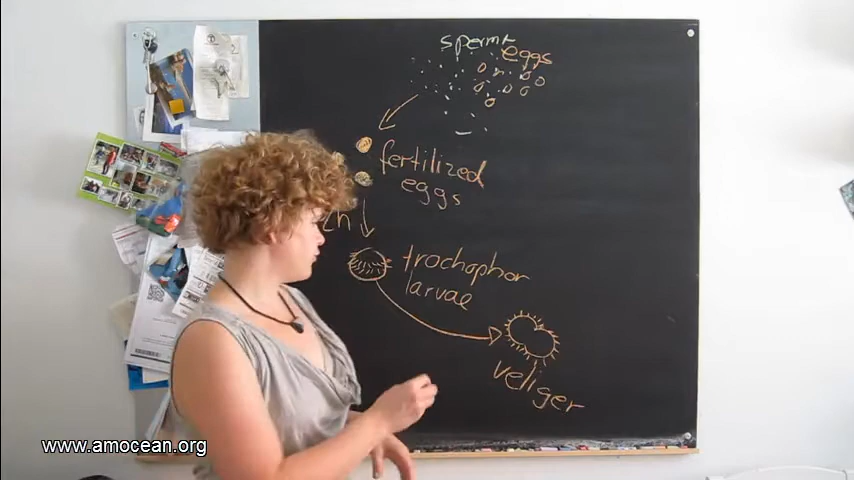 sperm+
eggs
fertilized
eggs
trochophor
larvae
veliger
www.amocean.org